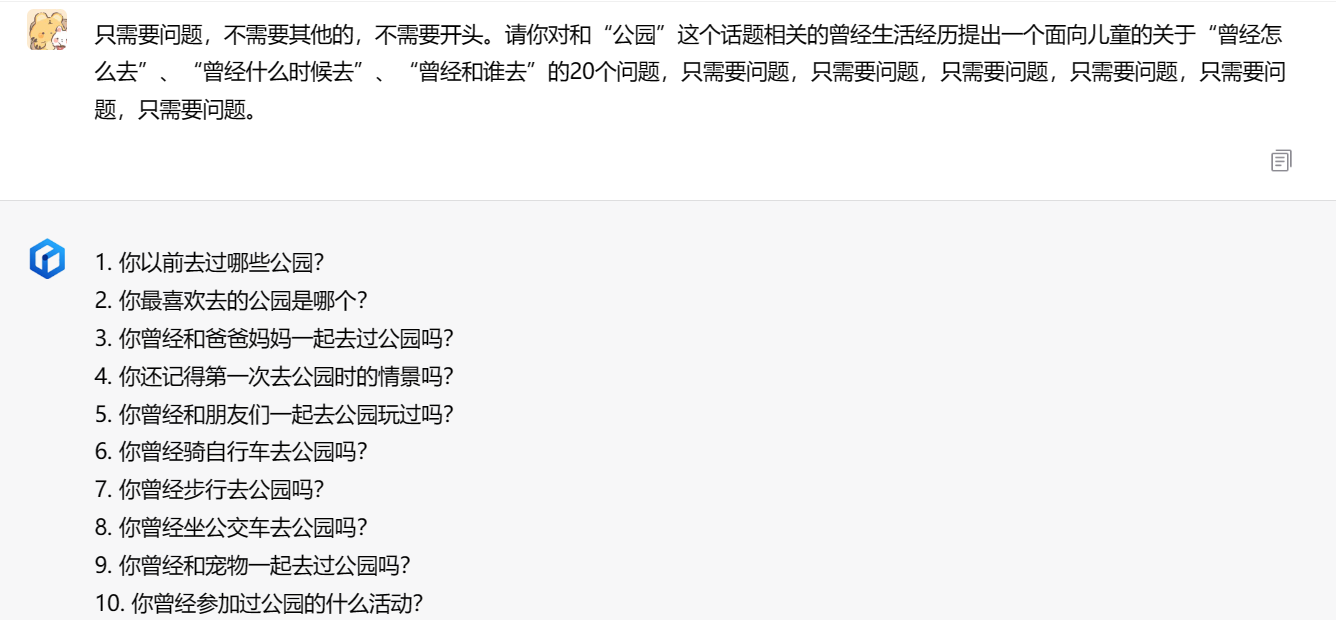 只需要问题，不需要其他的，不需要开头。请你对和“公园”这个话题相关的曾经生活经历提出一个面向儿童的关于“曾经怎
么去”、“曾经什么时候去”、“曾经和谁去”的20个问题，只需要问题，只需要问题，只需要问题，只需要问题，只需要问
题，只需要问题。
1. 你以前去过哪些公园？
2. 你最喜欢去的公园是哪个？
3. 你曾经和爸爸妈妈一起去过公园吗？
4. 你还记得第一次去公园时的情景吗？
5. 你曾经和朋友们一起去公园玩过吗？
6. 你曾经骑自行车去公园吗？
7. 你曾经步行去公园吗？
8. 你曾经坐公交车去公园吗？
9. 你曾经和宠物一起去过公园吗？
10. 你曾经参加过公园的什么活动？